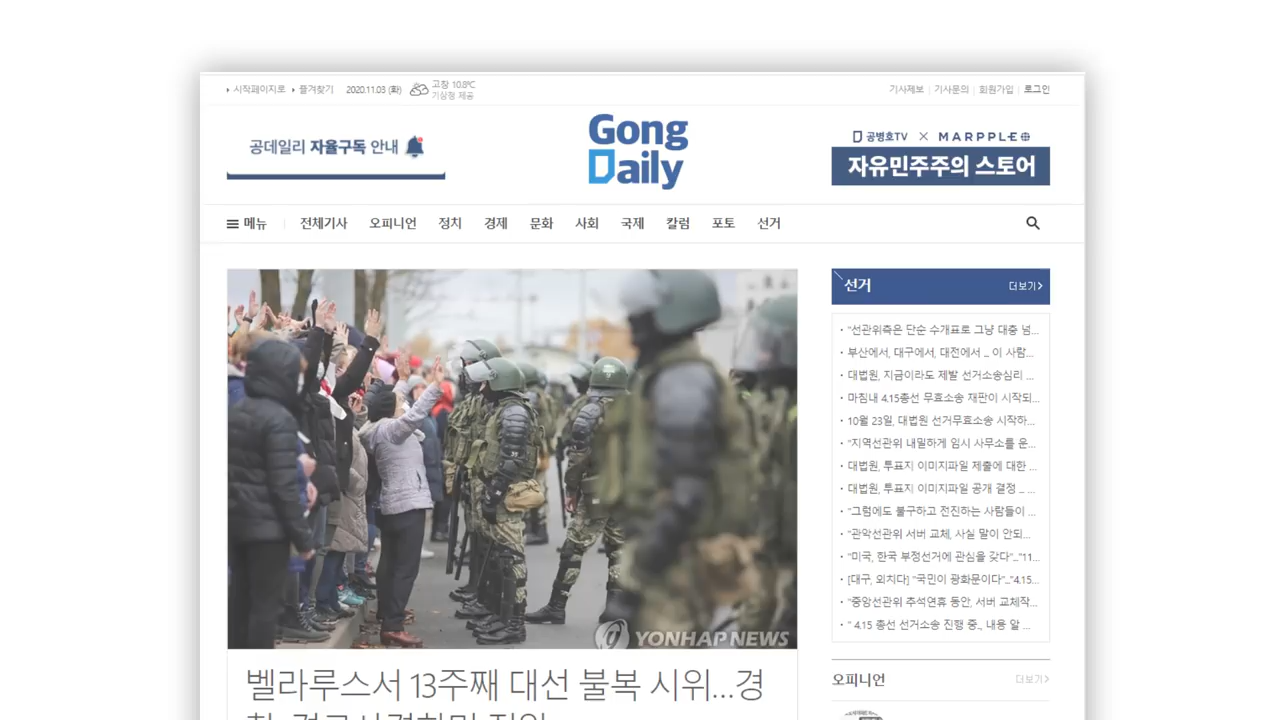 시작페이지로 즐겨찾기 2020.11.03 (화) 고창 10.8℃
기상청 제공
기사제보 기사문의 회원가입 로그인
공데일리 자율구독 안내
Gong
Daily
공병호TV × MARPPLE
자유민주주의 스토어
메뉴 전체기사 오피니언 정치 경제 문화 사회 국제 칼럼 포토 선거
YONHAP NEWS
벨라루스서 13주째 대선 불복 시위…경
선거 더보기
"선관위측은 단순 수개표로 그냥 대충 넘...
부산에서, 대구에서, 대전에서 ... 이 사람...
대법원, 지금이라도 제발 선거소송심리 ...
마침내 4.15총선 무효소송 재판이 시작되...
10월 23일, 대법원 선거무효소송 시작하...
"지역선관위 내밀하게 임시 사무소를 운...
대법원, 투표지 이미지파일 제출에 대한 ...
대법원, 투표지 이미지파일 공개 결정 ... ...
"그럼에도 불구하고 전진하는 사람들이 ...
"관악선관위 서버 교체, 사실 말이 안되...
"미국, 한국 부정선거에 관심을 갖다"..."11...
[대구, 외치다] "국민이 광화문이다"..."4.15...
"중앙선관위 추석연휴 동안, 서버 교체작...
" 4.15 총선 선거소송 진행 중., 내용 알 ...
오피니언 더보기